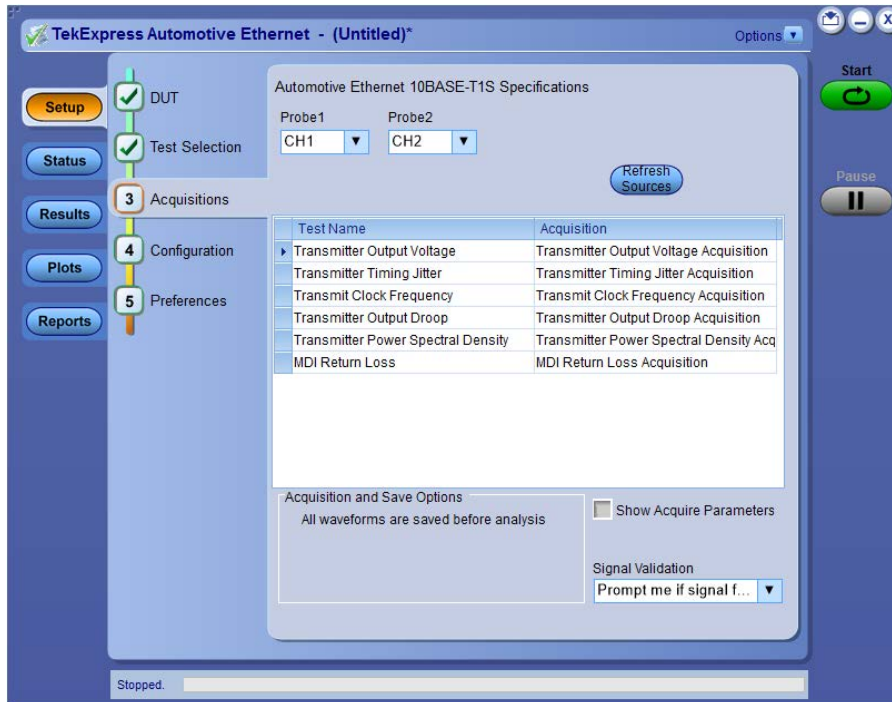 TekExpress Automotive Ethernet - (Untitled)*
Options
X
Setup
Status
Results
Plots
Reports
DUT
Test Selection
3 Acquisitions
4 Configuration
5 Preferences
Automotive Ethernet 10BASE-T1S Specifications
Probe1 Probe2
CH1 CH2
Refresh
Sources
Test Name Acquisition
Transmitter Output Voltage Transmitter Output Voltage Acquisition
Transmitter Timing Jitter Transmitter Timing Jitter Acquisition
Transmit Clock Frequency Transmit Clock Frequency Acquisition
Transmitter Output Droop Transmitter Output Droop Acquisition
Transmitter Power Spectral Density Transmitter Power Spectral Density Acq
MDI Return Loss MDI Return Loss Acquisition
Acquisition and Save Options
All waveforms are saved before analysis
Show Acquire Parameters
Signal Validation
Prompt me if signal f...
Start
Pause
Stopped.